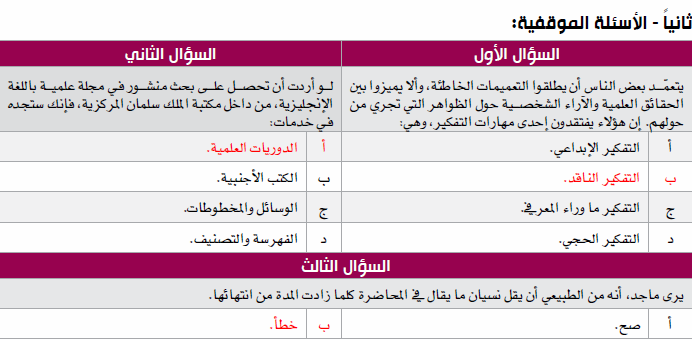 ثانياً - الأسئلة الموقفية:
السؤال الأول
يتعمّد بعض الناس أن يطلقوا التعميمات الخاطئة، وألا يميزوا بين
الحقائق العلمية والآراء الشخصية حول الظواهر التي تجري من
حولهم. إن هؤلاء يفتقدون إحدى مهارات التفكير، وهي:
أ التفكير الإبداعي.
ب التفكير الناقد.
ج التفكير ما وراء المعرفي.
د التفكير الحجي.
السؤال الثاني
لو أردت أن تحصل على بحث منشور في مجلة علمية باللغة
الإنجليزية، من داخل مكتبة الملك سلمان المركزية، فإنك ستجده
في خدمات:
أ الدوريات العلمية.
ب الكتب الأجنبية.
ج الوسائل والمخطوطات.
د الفهرسة والتصنيف.
السؤال الثالث
يرى ماجد، أنه من الطبيعي أن يقل نسيان ما يقال في المحاضرة كلما زادت المدة من انتهائها.
أ صح.
ب خطأ.